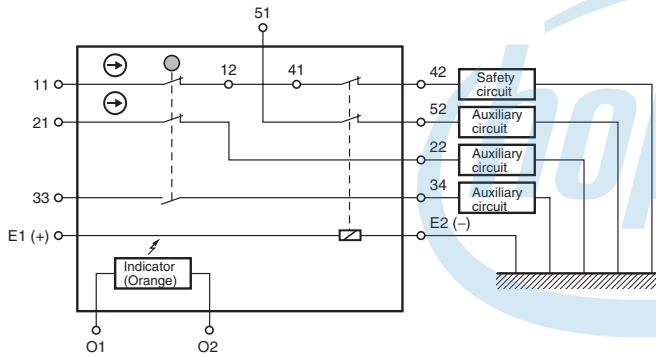 51
11
12
41
42
Safety
circuit
21
52
Auxiliary
circuit
22
Auxiliary
circuit
33
34
Auxiliary
circuit
E1 (+)
E2 (–)
Indicator
(Orange)
O1
O2
hop